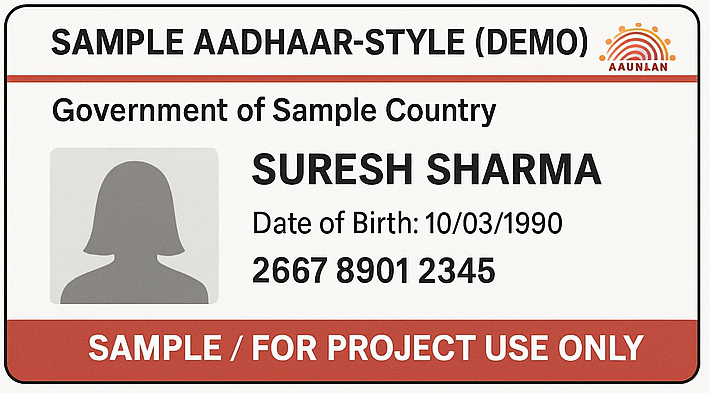 SAMPLE AADHAAR-STYLE (DEMO)
AAUNLAN
Government of Sample Country
SURESH SHARMA
Date of Birth: 10/03/1990
2667 8901 2345
SAMPLE / FOR PROJECT USE ONLY